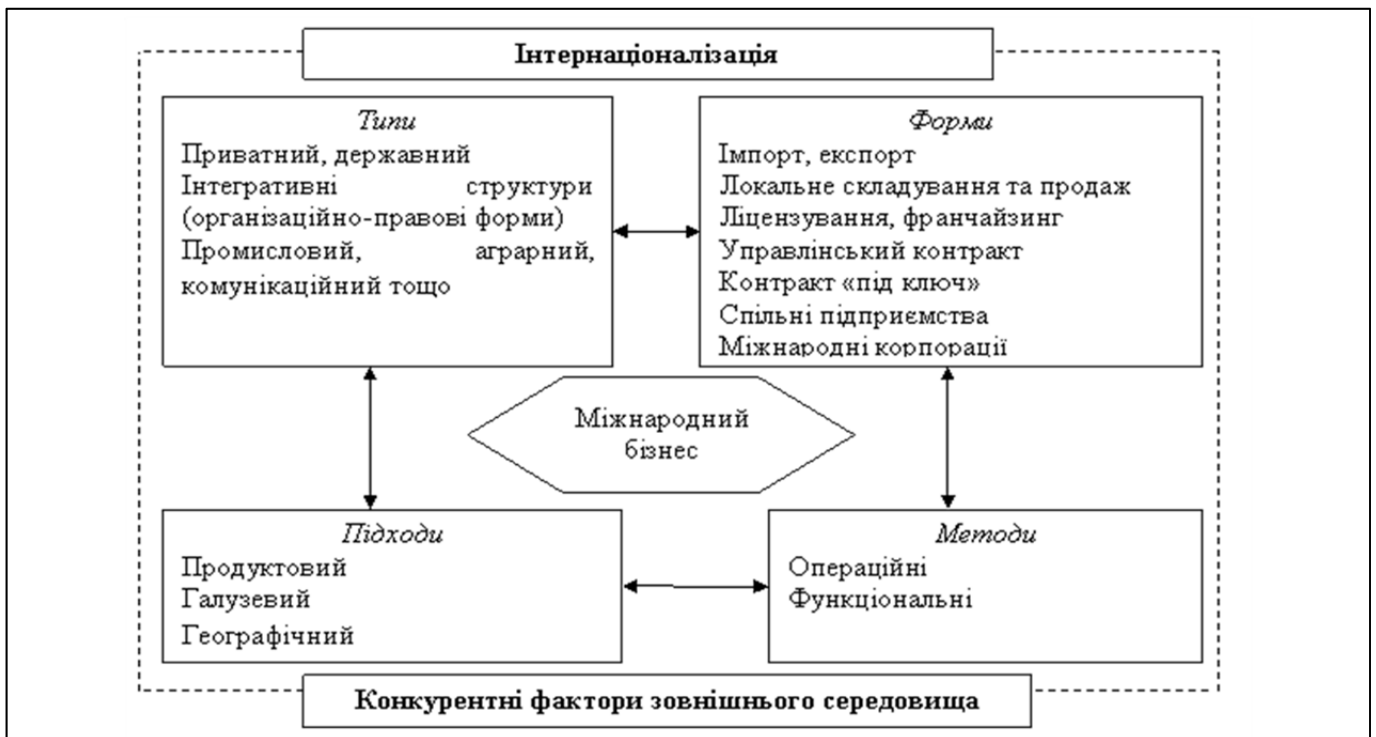 Інтернаціоналізація
Типи
Приватний, державний
Інтегративні структури
(організаційно-правові форми)
Промисловий, аграрний,
комунікаційний тощо
Форми
Імпорт, експорт
Локальне складування та продаж
Ліцензування, франчайзинг
Управлінський контракт
Контракт «під ключ»
Спільні підприємства
Міжнародні корпорації
Міжнародний
бізнес
Підходи
Продуктовий
Галузевий
Географічний
Методи
Операційні
Функціональні
Конкурентні фактори зовнішнього середовища